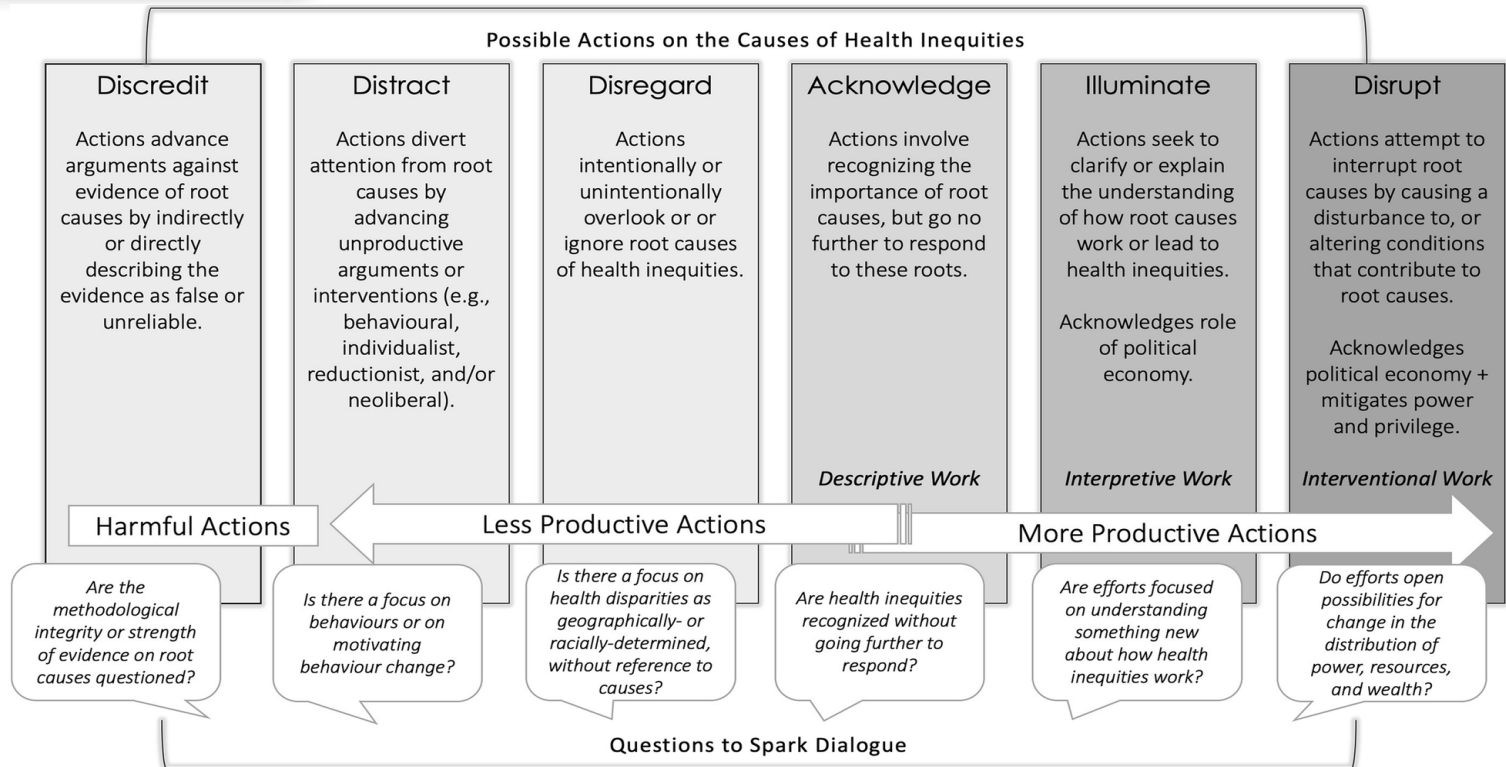 Possible Actions on the Causes of Health Inequities
Discredit
Actions advance
arguments against
evidence of root
causes by indirectly
or directly
describing the
evidence as false or
unreliable.
Distract
Actions divert
attention from root
causes by
advancing
unproductive
arguments or
interventions (e.g.,
behavioural,
individualist,
reductionist, and/or
neoliberal).
Disregard
Actions
intentionally or
unintentionally
overlook or or
ignore root causes
of health inequities.
Acknowledge
Actions involve
recognizing the
importance of root
causes, but go no
further to respond
to these roots.
Descriptive Work
Illuminate
Actions seek to
clarify or explain
the understanding
of how root causes
work or lead to
health inequities.
Acknowledges role
of political
economy.
Interpretive Work
Disrupt
Actions attempt to
interrupt root
causes by causing a
disturbance to, or
altering conditions
that contribute to
root causes.
Acknowledges
political economy +
mitigates power
and privilege.
Interventional Work
Harmful Actions
Less Productive Actions
More Productive Actions
Are the
methodological
integrity or strength
of evidence on root
causes questioned?
Is there a focus on
behaviours or on
motivating
behaviour change?
Is there a focus on
health disparities as
geographically- or
racially-determined,
without reference to
causes?
Are health inequities
recognized without
going further to
respond?
Are efforts focused
on understanding
something new
about how health
inequities work?
Do efforts open
possibilities for
change in the
distribution of
power, resources,
and wealth?
Questions to Spark Dialogue